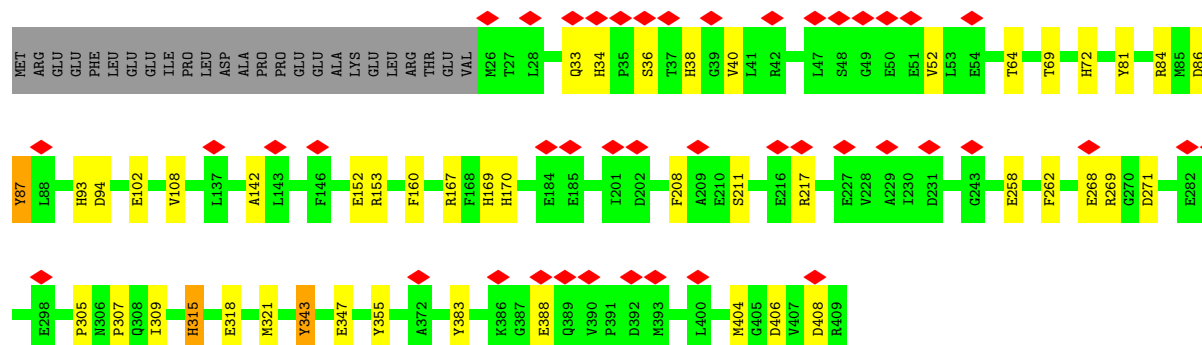 MET ARG GLU GLU PHE LEU GLU GLU ILE PRO LEU ASP ALA PRO PRO GLU GLU ALA LYS GLU LEU ARG THR GLU VAL M26 T27 L28 Q33 H34 P35 S36 T37 H38 G39 V40 L41 R42 L47 S48 G49 E50 E51 V52 L53 E54 T64 T69 H72 Y81 R84 M85 D86
Y87 L88 H93 D94 E102 V108 L137 A142 L143 F146 E152 R153 F160 R167 F168 H169 H170 E184 E185 I201 D202 F208 A209 E210 S211 E216 R217 E227 V228 A229 I230 D231 G243 E258 F262 E268 R269 G270 D271 E282
E298 P305 N306 P307 Q308 I309 H315 E318 M321 Y343 E347 Y355 A372 Y383 K386 G387 E388 Q389 V390 P391 D392 M393 L400 M404 G405 D406 V407 D408 R409